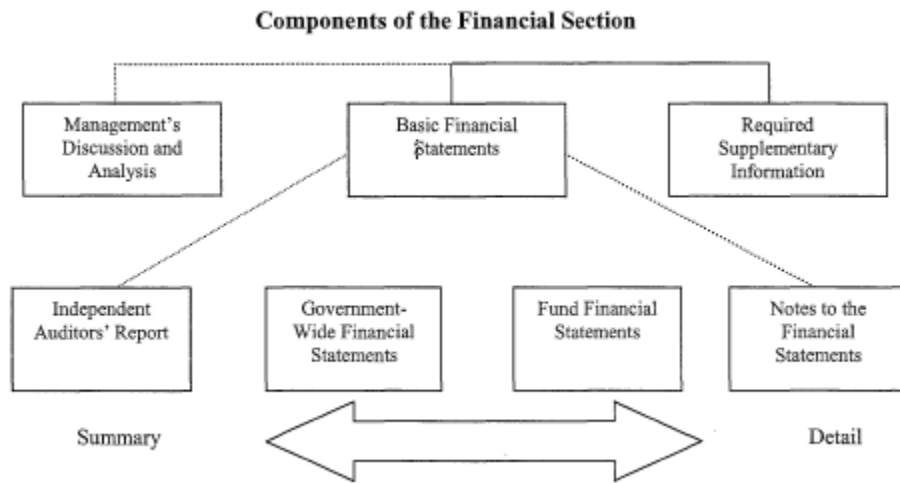 Components of the Financial Section
Management's
Discussion and
Analysis
Basic Financial
Statements
Required
Supplementary
Information
Independent
Auditors' Report
Government-
Wide Financial
Statements
Fund Financial
Statements
Notes to the
Financial
Statements
Summary
Detail